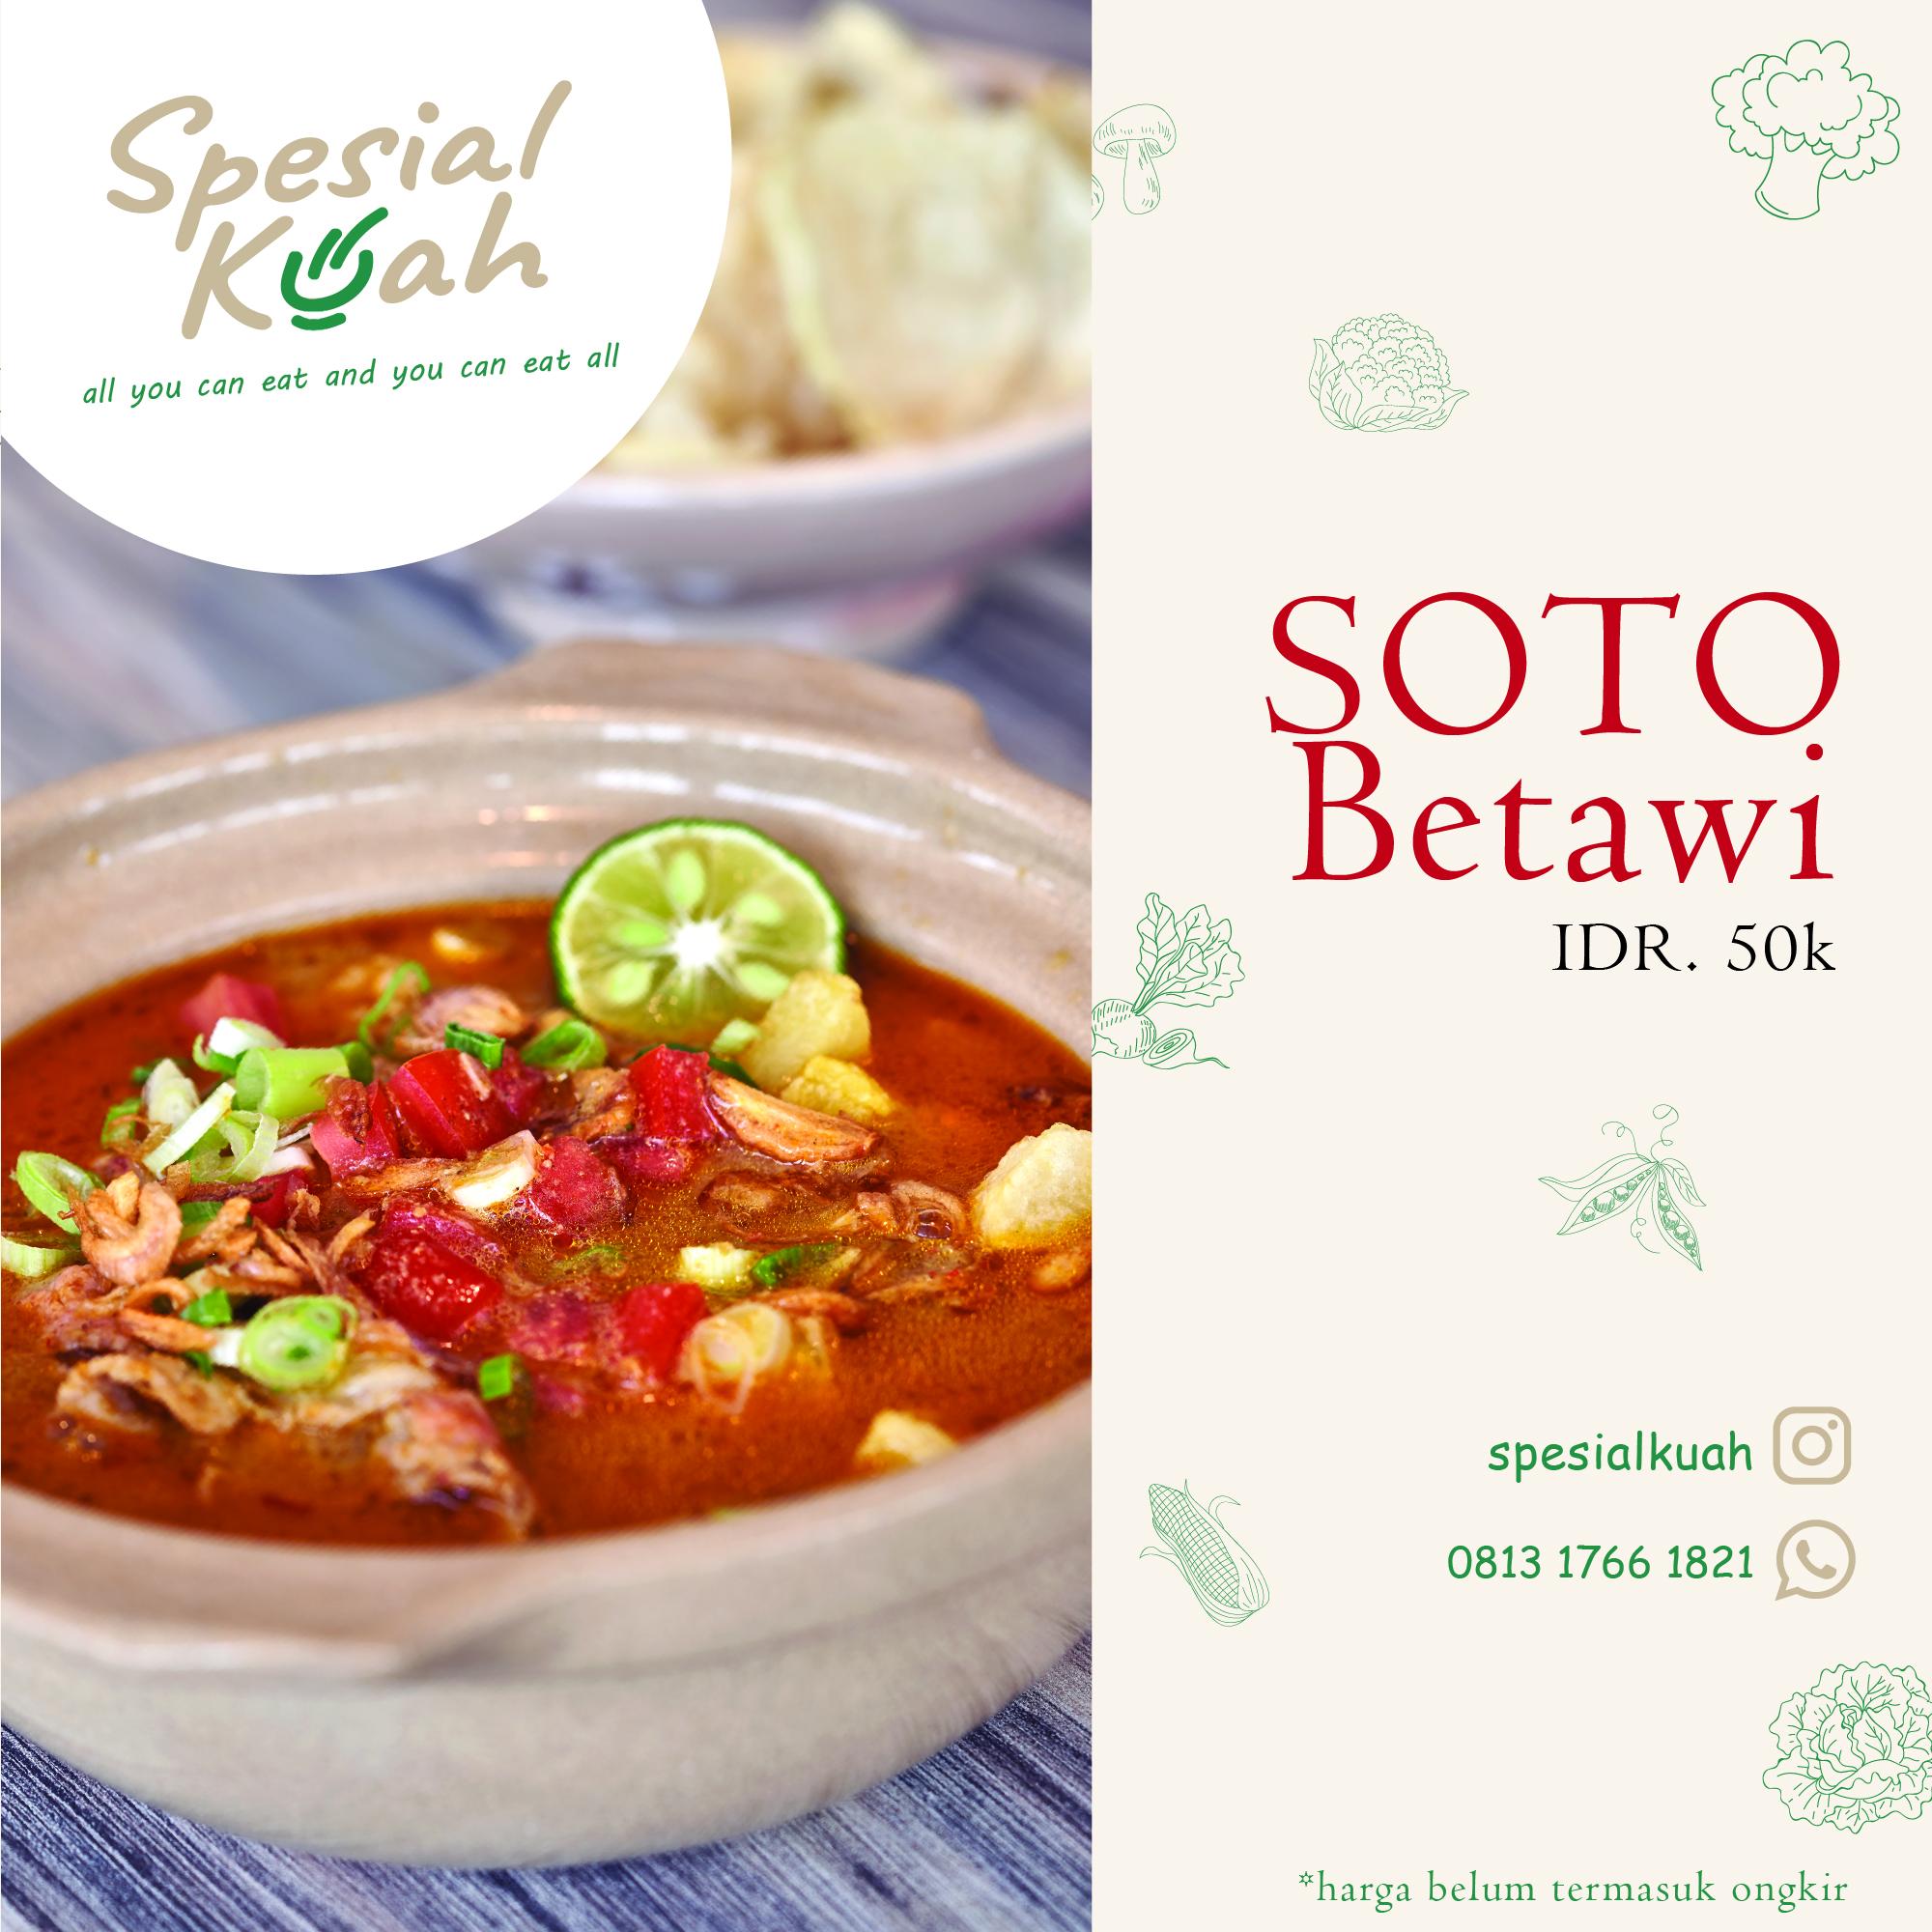 Spesial
Kuah
all you can eat and you can eat all
SOTO
Betawi
IDR. 50k
spesialkuah
0813 1766 1821
*harga belum termasuk ongkir